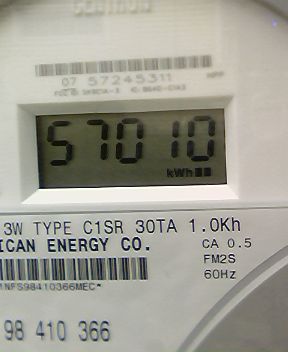 07 57245311
57010
kWh
3W TYPE C1SR 30TA 1.0Kh
ICAN ENERGY CO.
CA 0.5
FM2S
60Hz
1NFS98410366MEC*
98 410 366